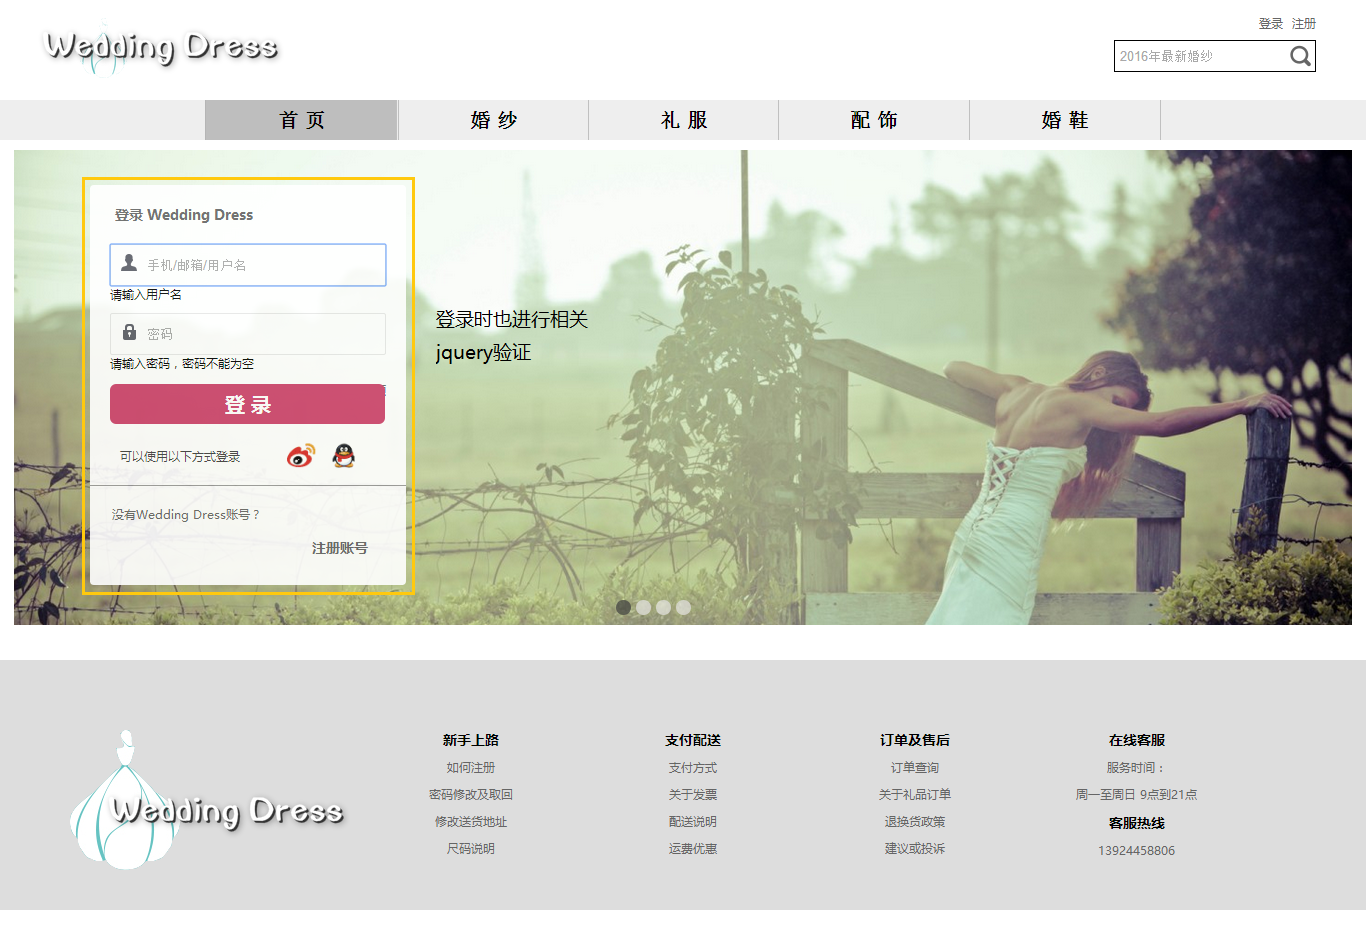 Wedding Dress
登录 注册
2016年最新婚纱
首 页 婚 纱 礼 服 配 饰 婚 鞋
登录 Wedding Dress
手机/邮箱/用户名
请输入用户名
密码
请输入密码，密码不能为空
登 录
可以使用以下方式登录
没有Wedding Dress账号？
注册账号
登录时也进行相关
jquery验证
Wedding Dress
新手上路
如何注册
密码修改及取回
修改送货地址
尺码说明
支付配送
支付方式
关于发票
配送说明
运费优惠
订单及售后
订单查询
关于礼品订单
退换货政策
建议或投诉
在线客服
服务时间：
周一至周日 9点到21点
客服热线
13924458806